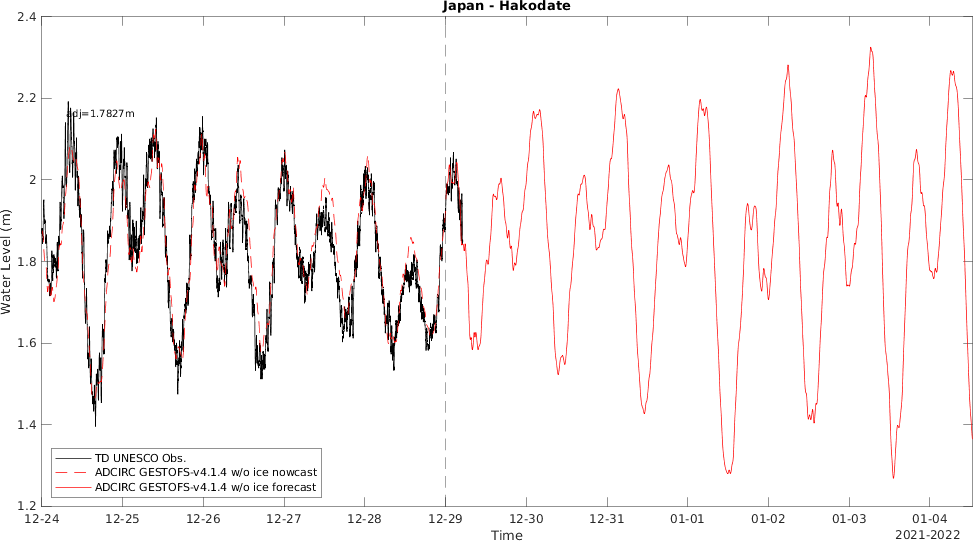 Japan - Hakodate
2.4
2.2
2
1.8
1.6
1.4
1.2
Water Level (m)
adj=1.7827m
TD UNESCO Obs.
ADCIRC GESTOFS-v4.1.4 w/o ice nowcast
ADCIRC GESTOFS-v4.1.4 w/o ice forecast
12-24 12-25 12-26 12-27 12-28 12-29 12-30 12-31 01-01 01-02 01-03 01-04
Time
2021-2022